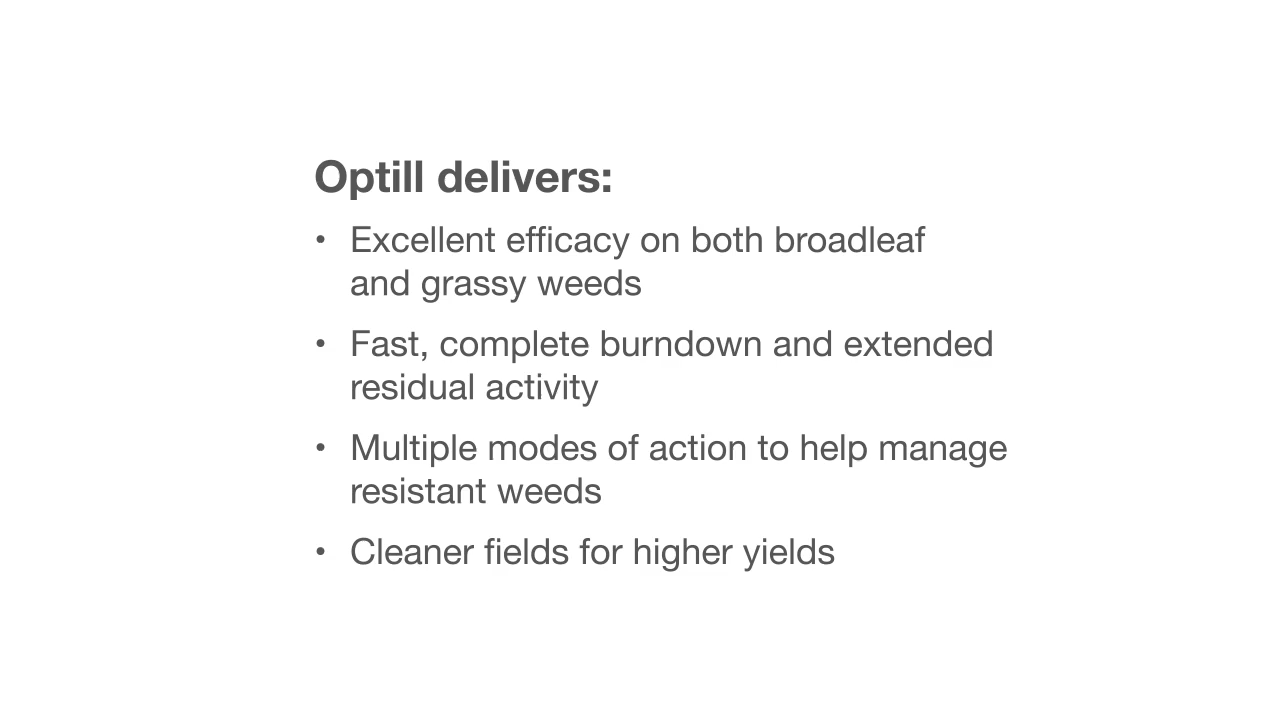 Optill delivers:
• Excellent efficacy on both broadleaf
and grassy weeds
• Fast, complete burndown and extended
residual activity
• Multiple modes of action to help manage
resistant weeds
• Cleaner fields for higher yields